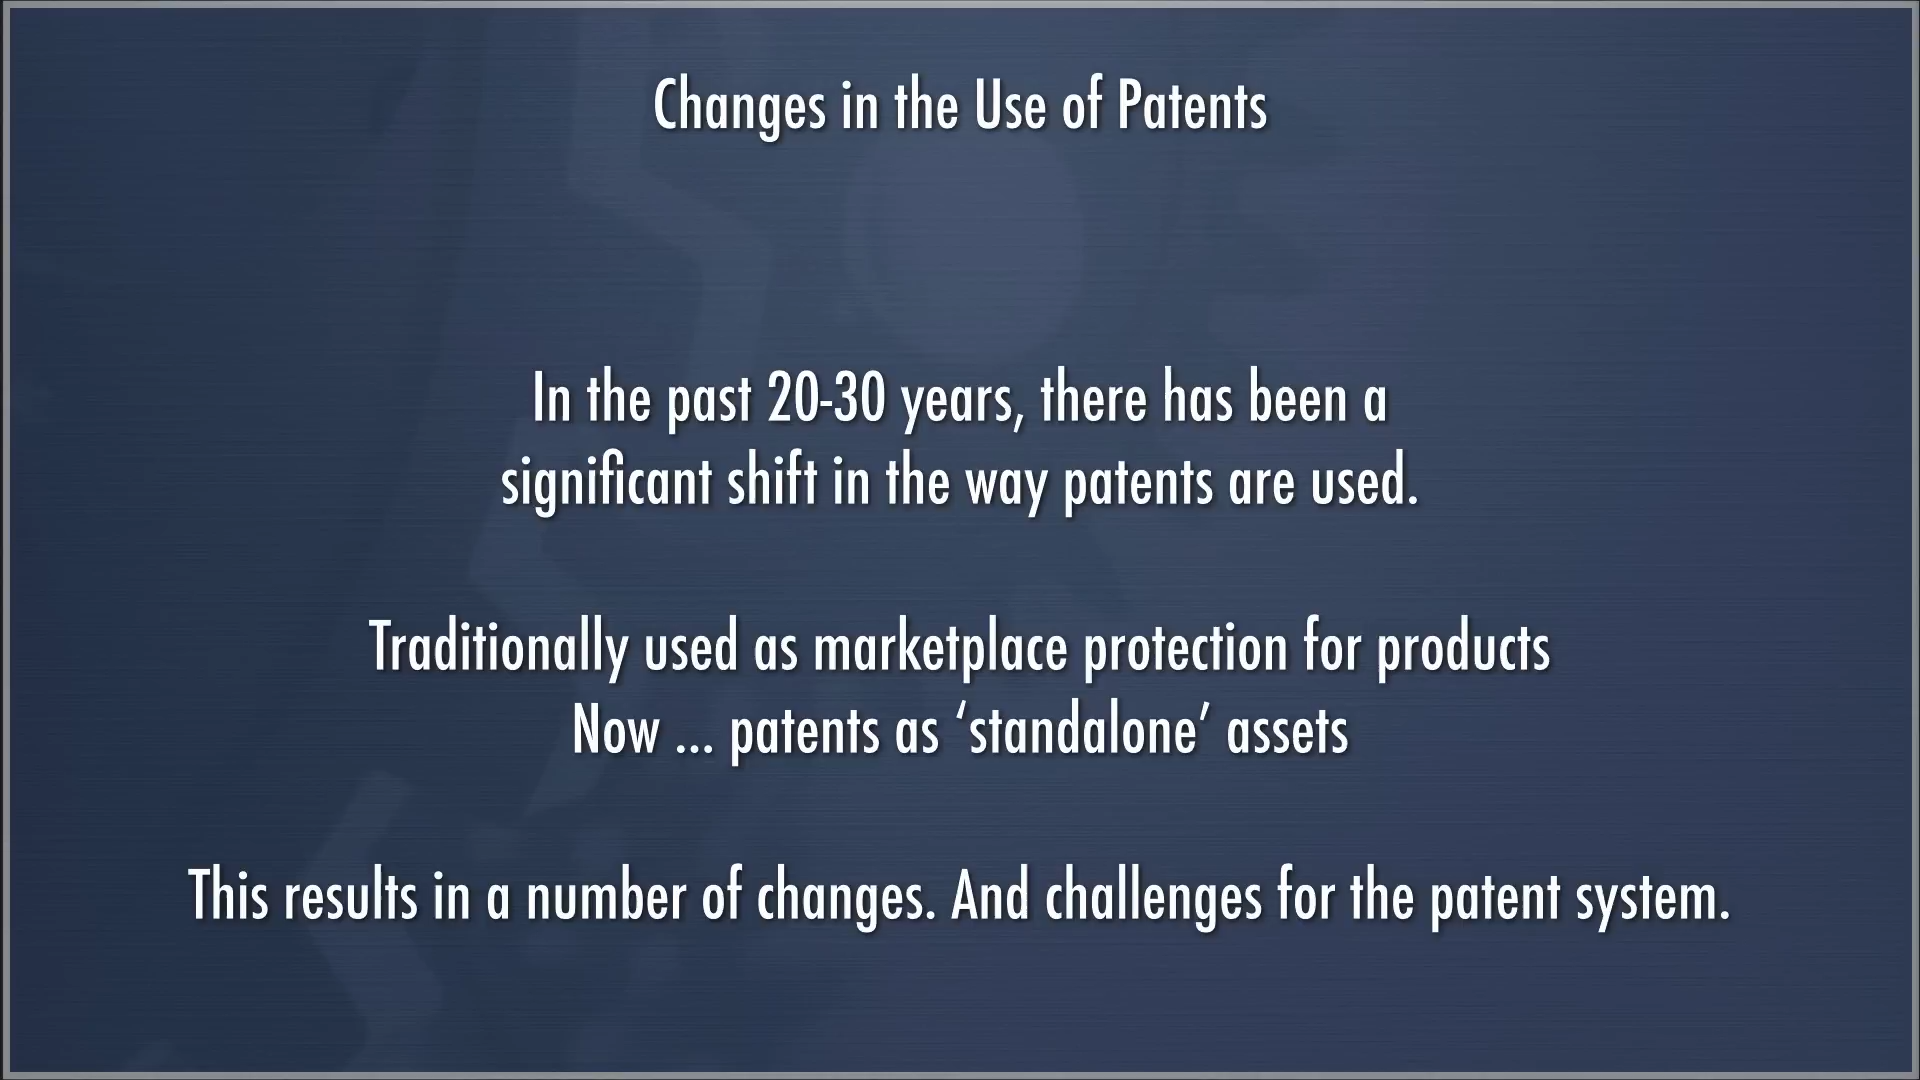 Changes in the Use of Patents
In the past 20-30 years, there has been a
significant shift in the way patents are used.
Traditionally used as marketplace protection for products
Now ... patents as ‘standalone’ assets
This results in a number of changes. And challenges for the patent system.